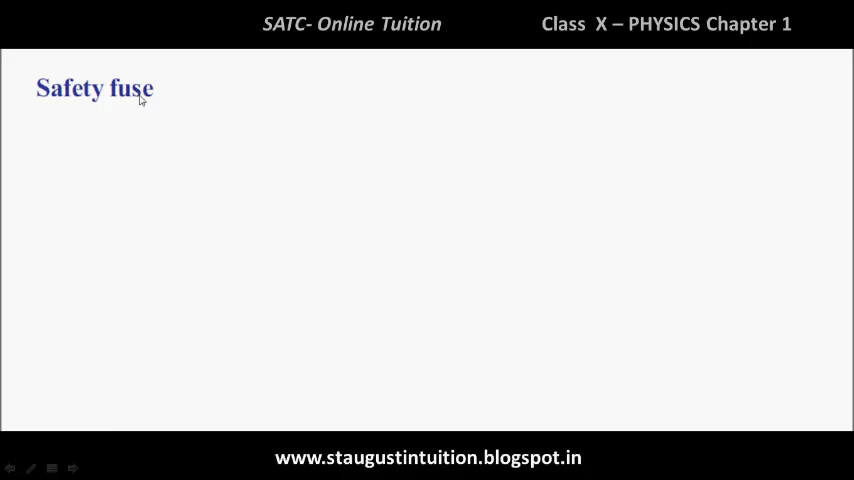 SATC- Online Tuition Class X – PHYSICS Chapter 1
Safety fuse
www.staugustintuition.blogspot.in